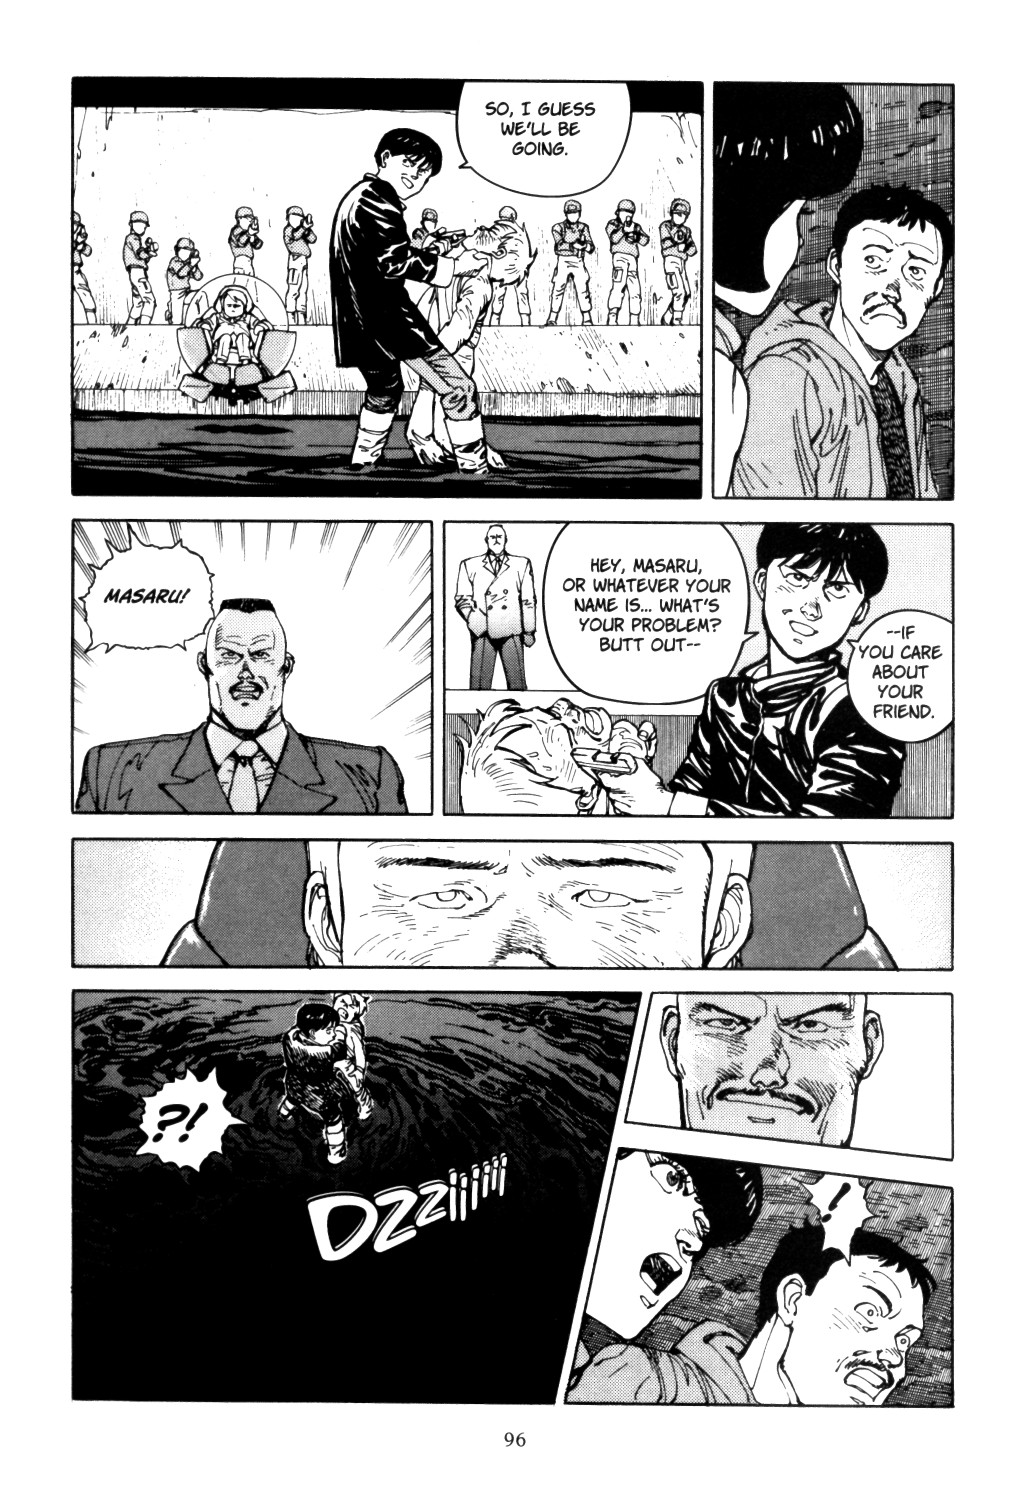 SO, I GUESS
WE'LL BE
GOING.
MASARU!
HEY, MASARU,
OR WHATEVER YOUR
NAME IS... WHAT'S
YOUR PROBLEM?
BUTT OUT--
--IF
YOU CARE
ABOUT
YOUR
FRIEND.
?!
DZZiiiiii
!
96